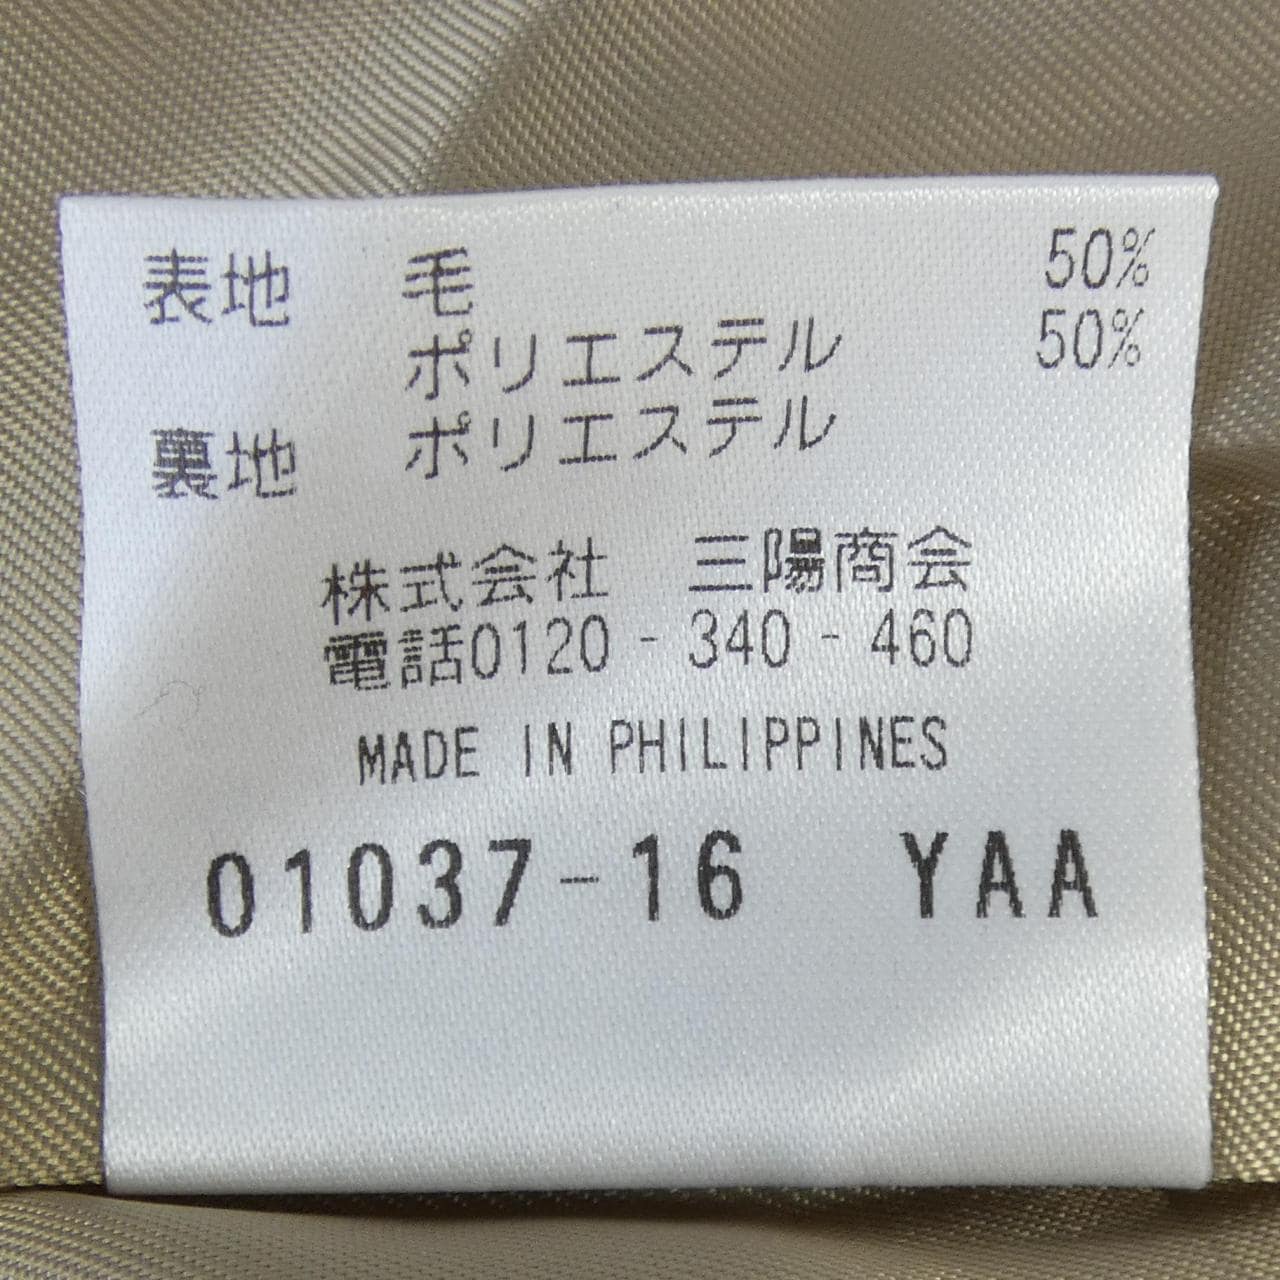 表地 毛 50%
ポリエステル 50%
裏地 ポリエステル
株式会社 三陽商会
電話0120-340-460
MADE IN PHILIPPINES
01037-16 YAA